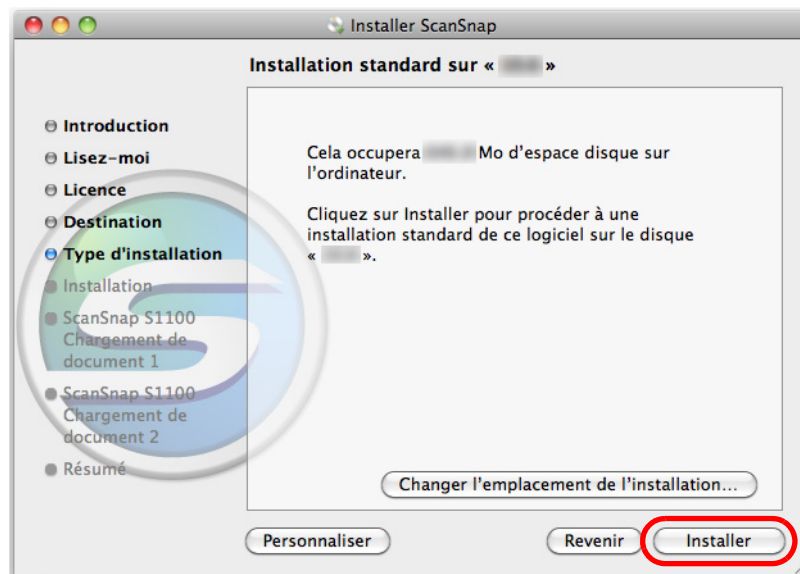 Installer ScanSnap
Installation standard sur « »
Introduction
Lisez-moi
Licence
Destination
Type d'installation
Installation
ScanSnap S1100
Chargement de
document 1
ScanSnap S1100
Chargement de
document 2
Résumé
Cela occupera Mo d'espace disque sur
l'ordinateur.
Cliquez sur Installer pour procéder à une
installation standard de ce logiciel sur le disque
« ».
Changer l'emplacement de l'installation...
Personnaliser
Revenir
Installer